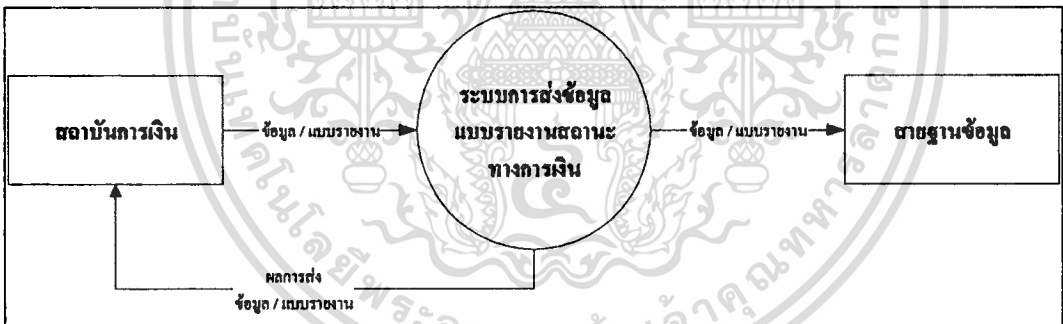 ระบบการส่งข้อมูล
สถาบันการเงิน
ข้อมูล / แบบรายงาน
แบบรายงานสถานะ
ข้อมูล / แบบรายงาน
สายฐานข้อมูล
ทางการเงิน
ผลการส่ง
ข้อมูล / แบบรายงาน